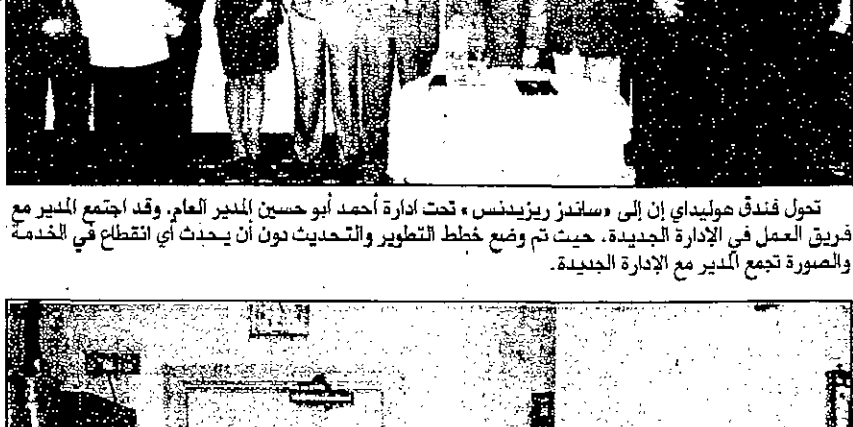 تحول فندق هوليداي إن إلى «ساندز ريزيدنس» تحت ادارة أحمد أبو حسين المدير العام. وقد اجتمع المدير مع
فريق العمل في الإدارة الجديدة، حيث تم وضع خطط التطوير والتحديث دون أن يحدث أي انقطاع في الخدمة
والصورة تجمع المدير مع الإدارة الجديدة.